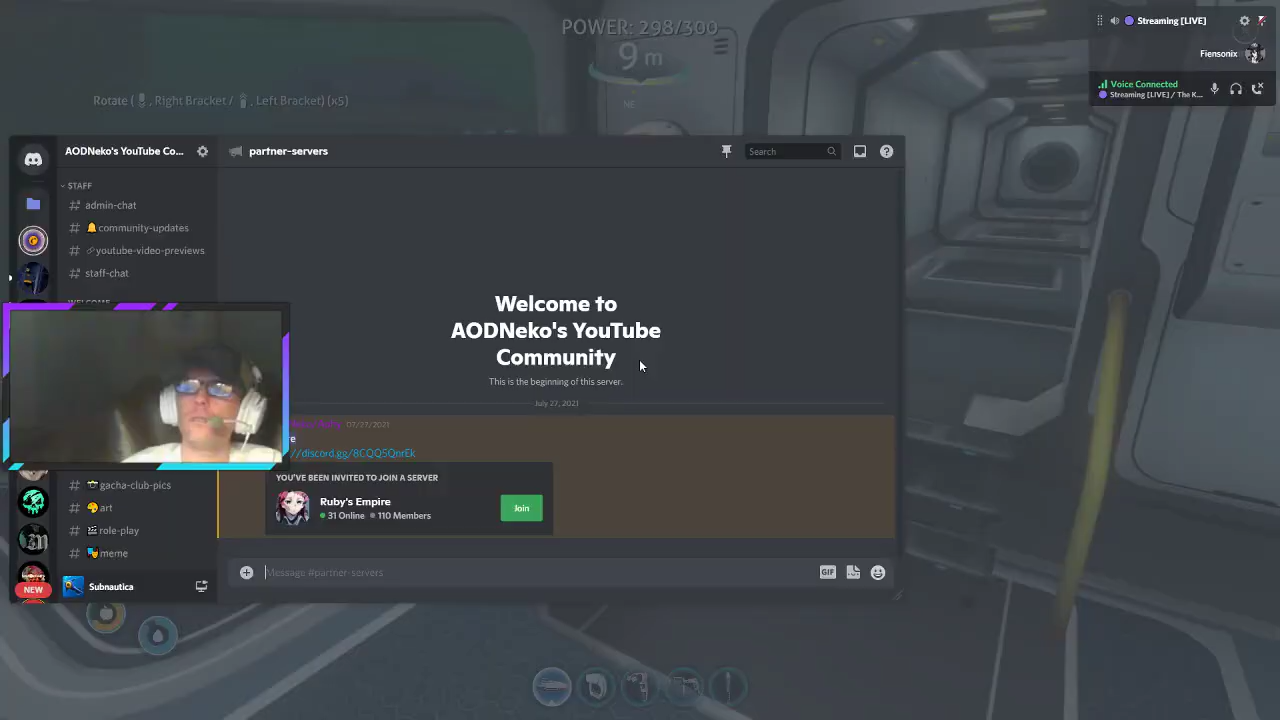 POWER: 298/300
9 m
NE
Rotate ( , Right Bracket / , Left Bracket) (x5)
Streaming [LIVE]
Fiensonix
Voice Connected
Streaming [LIVE] / The K...
AODNeko's YouTube Co...
partner-servers
Search
STAFF
admin-chat
community-updates
youtube-video-previews
staff-chat
Welcome to
AODNeko's YouTube
Community
This is the beginning of this server.
July 27, 2021
07/27/2021
//discord.gg/8CQQ5QnrEk
YOU'VE BEEN INVITED TO JOIN A SERVER
Ruby's Empire
31 Online 110 Members
Join
gacha-club-pics
art
role-play
meme
NEW
Subnautica
Message #partner-servers
GIF